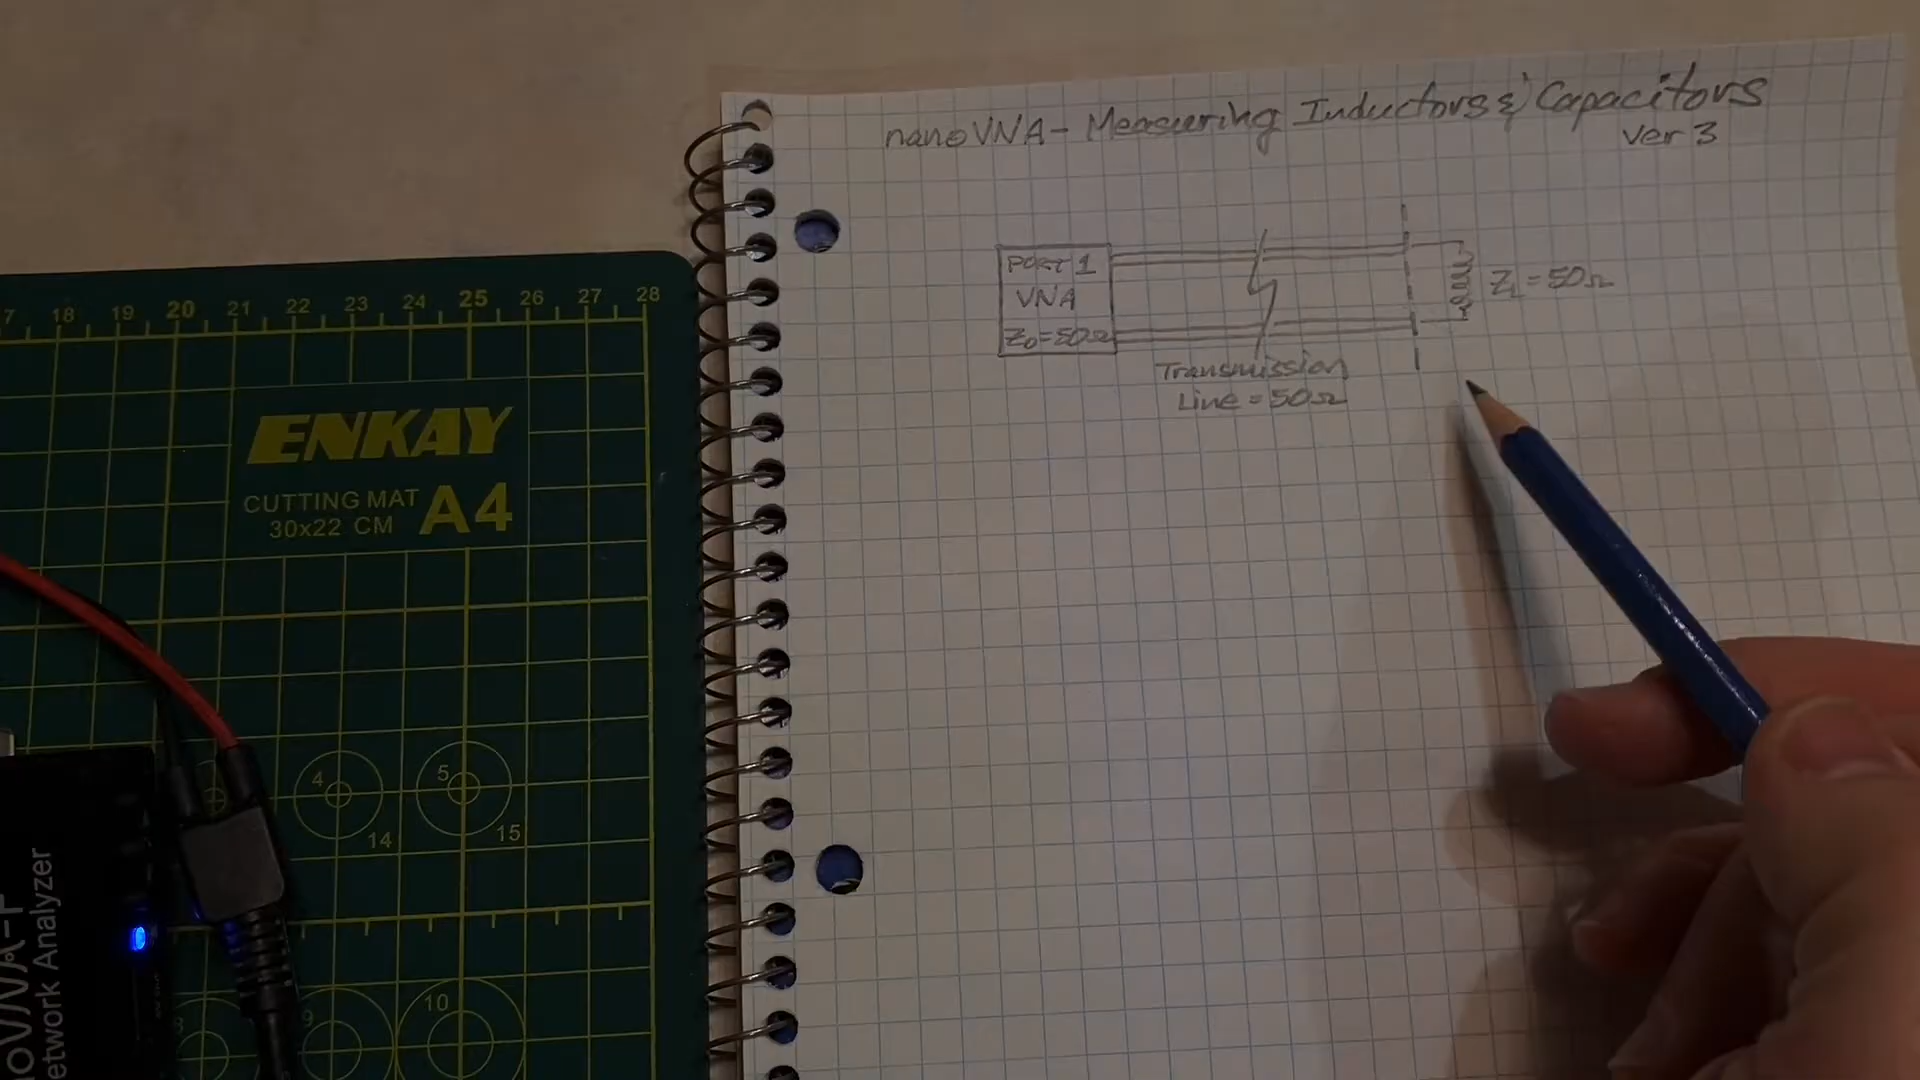 nanoVNA - Measuring Inductors & Capacitors
ver 3
PORT 1
VNA
Z0 = 50Ω
ZL = 50Ω
Transmission
Line = 50Ω
18 19 20 21 22 23 24 25 26 27 28
ENKAY
CUTTING MAT
30x22 CM
A4
4
5
14
15
9
10
etwork Analyzer